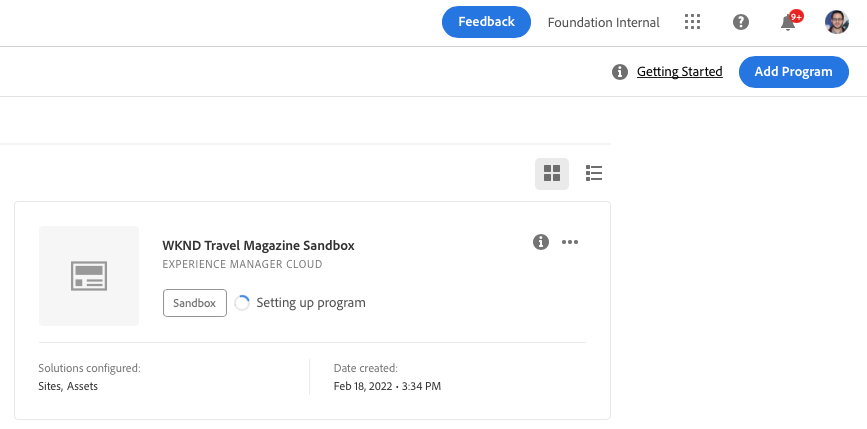 Feedback
Foundation Internal
9+
Getting Started
Add Program
WKND Travel Magazine Sandbox
EXPERIENCE MANAGER CLOUD
Sandbox
Setting up program
Solutions configured:
Sites, Assets
Date created:
Feb 18, 2022 • 3:34 PM